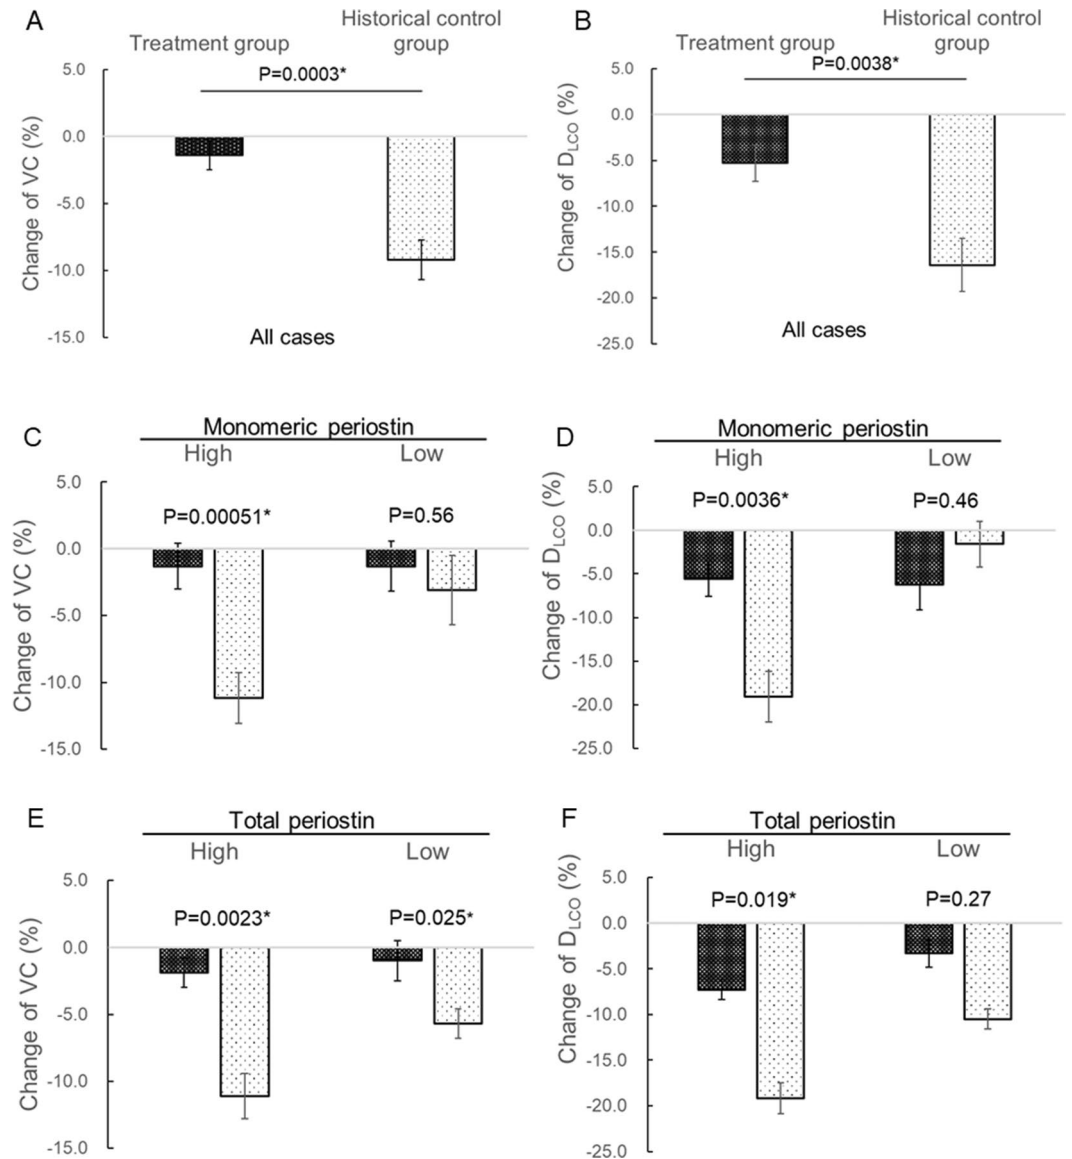 A
Treatment group
Historical control
group
P=0.0003*
Change of VC (%)
5.0
0.0
-5.0
-10.0
-15.0
All cases
B
Treatment group
Historical control
group
P=0.0038*
Change of DLCO (%)
5.0
0.0
-5.0
-10.0
-15.0
-20.0
-25.0
All cases
C
Monomeric periostin
High
Low
P=0.00051*
P=0.56
Change of VC (%)
5.0
0.0
-5.0
-10.0
-15.0
D
Monomeric periostin
High
Low
P=0.0036*
P=0.46
Change of DLCO (%)
5.0
0.0
-5.0
-10.0
-15.0
-20.0
-25.0
E
Total periostin
High
Low
P=0.0023*
P=0.025*
Change of VC (%)
5.0
0.0
-5.0
-10.0
-15.0
F
Total periostin
High
Low
P=0.019*
P=0.27
Change of DLCO (%)
5.0
0.0
-5.0
-10.0
-15.0
-20.0
-25.0